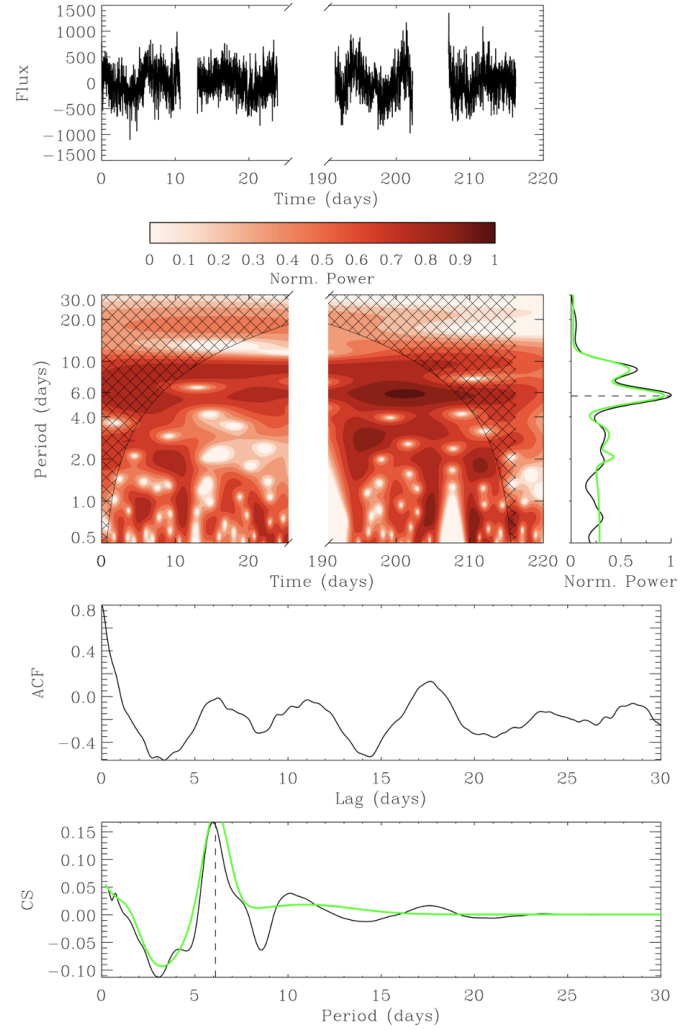 1500
1000
500
0
−500
−1000
−1500
Flux
0 10 190 200 210 220
Time (days)
0 0.1 0.2 0.3 0.4 0.5 0.6 0.7 0.8 0.9 1
Norm. Power
30.0
20.0
10.0
6.0
4.0
2.0
1.0
0.5
Period (days)
0 10 20 190 200 210 220
Time (days)
0 0.5 1
Norm. Power
0.8
0.4
0.0
−0.4
ACF
0 5 10 15 20 25 30
Lag (days)
0.15
0.10
0.05
0.00
−0.05
−0.10
CS
0 5 10 15 20 25 30
Period (days)